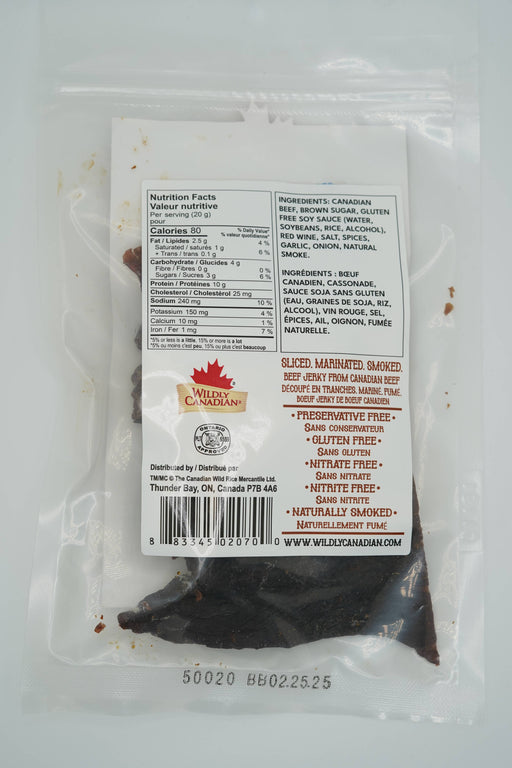 Nutrition Facts
Valeur nutritive
Per serving (20 g)
pour
Calories 80
% Daily Value*
% valeur quotidienne*
Fat / Lipides 2.5 g 4 %
Saturated / saturés 1 g
+ Trans / trans 0.1 g 6 %
Carbohydrate / Glucides 4 g
Fibre / Fibres 0 g 0 %
Sugars / Sucres 3 g 6 %
Protein / Protéines 10 g
Cholesterol / Cholestérol 25 mg
Sodium 240 mg 10 %
Potassium 150 mg 4 %
Calcium 10 mg 1 %
Iron / Fer 1 mg 7 %
*5% or less is a little, 15% or more is a lot
*5% ou moins c'est peu, 15% ou plus c'est beaucoup
INGREDIENTS: CANADIAN
BEEF, BROWN SUGAR, GLUTEN
FREE SOY SAUCE (WATER,
SOYBEANS, RICE, ALCOHOL),
RED WINE, SALT, SPICES,
GARLIC, ONION, NATURAL
SMOKE.
INGRÉDIENTS : BŒUF
CANADIEN, CASSONADE,
SAUCE SOJA SANS GLUTEN
(EAU, GRAINES DE SOJA, RIZ,
ALCOOL), VIN ROUGE, SEL,
ÉPICES, AIL, OIGNON, FUMÉE
NATURELLE.
WILDLY
CANADIAN
ONTARIO
APPROVED
SLICED, MARINATED, SMOKED.
BEEF JERKY FROM CANADIAN BEEF
DÉCOUPÉ EN TRANCHES, MARINÉ, FUMÉ.
BOEUF JERKY DE BOEUF CANADIEN
• PRESERVATIVE FREE •
SANS CONSERVATEUR
• GLUTEN FREE •
SANS GLUTEN
• NITRATE FREE •
SANS NITRATE
• NITRITE FREE •
SANS NITRITE
• NATURALLY SMOKED •
NATURELLEMENT FUMÉ
WWW.WILDLYCANADIAN.COM
Distributed by / Distribué par
TM/MC © The Canadian Wild Rice Mercantile Ltd.
Thunder Bay, ON, Canada P7B 4A6
8 83345 02070 0
50020 BB02.25.25